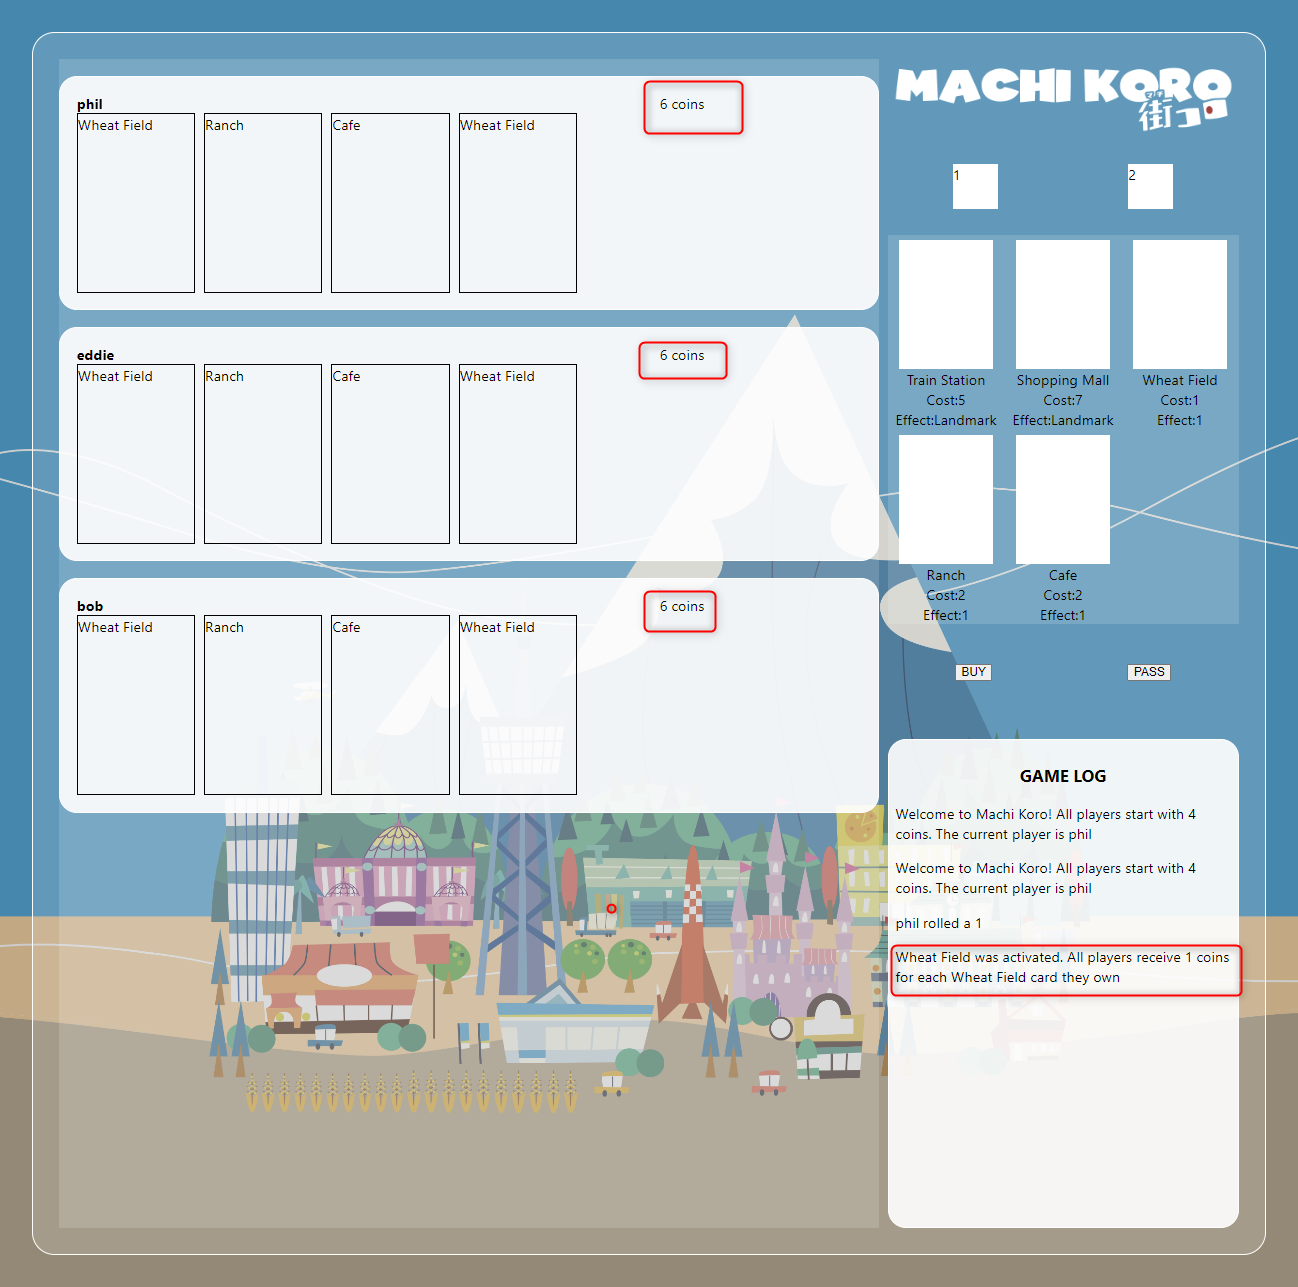 MACHI KORO
マチ
街コロ
phil
6 coins
Wheat Field
Ranch
Cafe
Wheat Field
eddie
6 coins
Wheat Field
Ranch
Cafe
Wheat Field
bob
6 coins
Wheat Field
Ranch
Cafe
Wheat Field
1
2
Train Station
Cost:5
Effect:Landmark
Shopping Mall
Cost:7
Effect:Landmark
Wheat Field
Cost:1
Effect:1
Ranch
Cost:2
Effect:1
Cafe
Cost:2
Effect:1
BUY
PASS
GAME LOG
Welcome to Machi Koro! All players start with 4
coins. The current player is phil
Welcome to Machi Koro! All players start with 4
coins. The current player is phil
phil rolled a 1
Wheat Field was activated. All players receive 1 coins
for each Wheat Field card they own